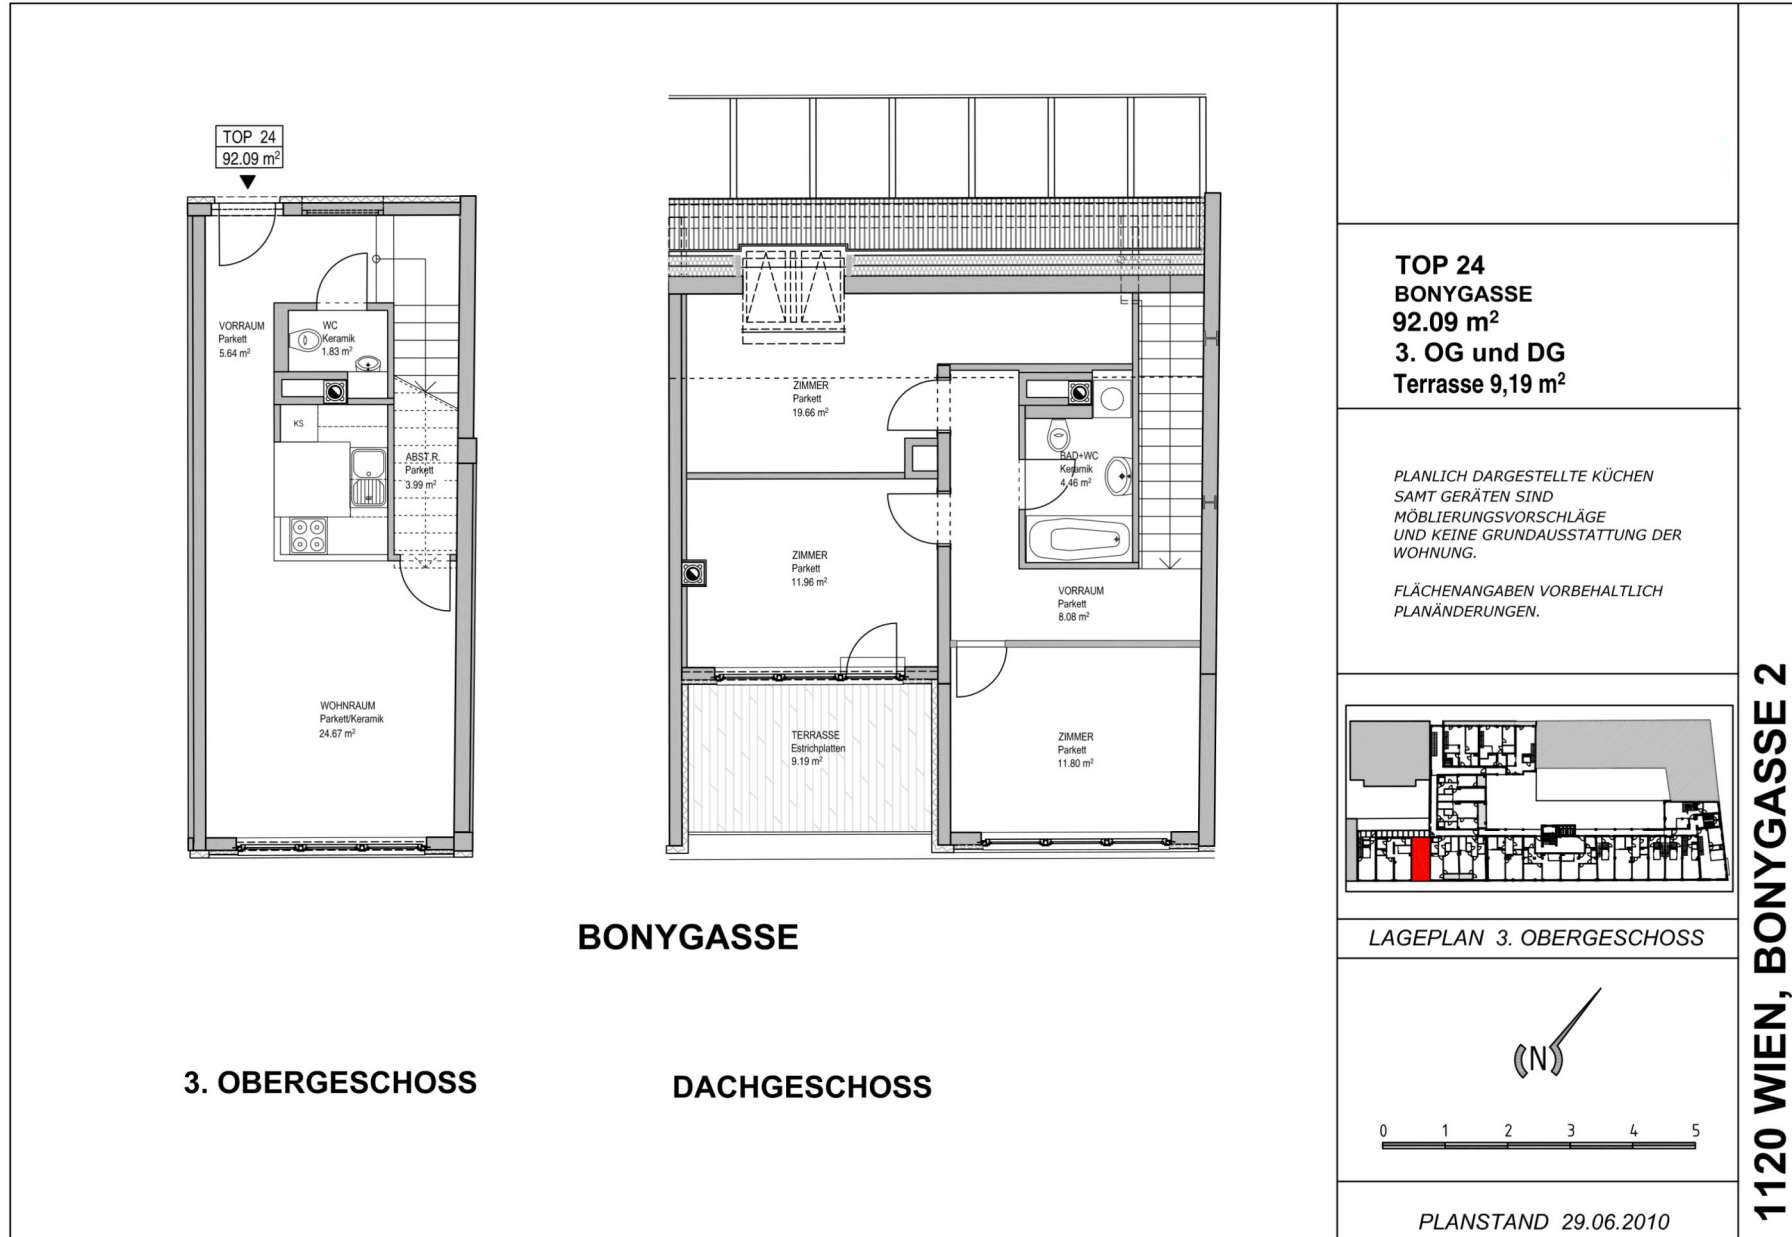 TOP 24
92.09 m²
VORRAUM
Parkett
5.64 m²
WC
Keramik
1.83 m²
KS
ABST.R.
Parkett
3.99 m²
WOHNRAUM
Parkett/Keramik
24.67 m²
ZIMMER
Parkett
19.66 m²
BAD+WC
Keramik
4.46 m²
ZIMMER
Parkett
11.96 m²
VORRAUM
Parkett
8.08 m²
TERRASSE
Estrichplatten
9.19 m²
ZIMMER
Parkett
11.80 m²
BONYGASSE
3. OBERGESCHOSS
DACHGESCHOSS
TOP 24
BONYGASSE
92.09 m²
3. OG und DG
Terrasse 9,19 m²
PLANLICH DARGESTELLTE KÜCHEN
SAMT GERÄTEN SIND
MÖBLIERUNGSVORSCHLÄGE
UND KEINE GRUNDAUSSTATTUNG DER
WOHNUNG.
FLÄCHENANGABEN VORBEHALTLICH
PLANÄNDERUNGEN.
LAGEPLAN 3. OBERGESCHOSS
(N)
0 1 2 3 4 5
PLANSTAND 29.06.2010
1120 WIEN, BONYGASSE 2